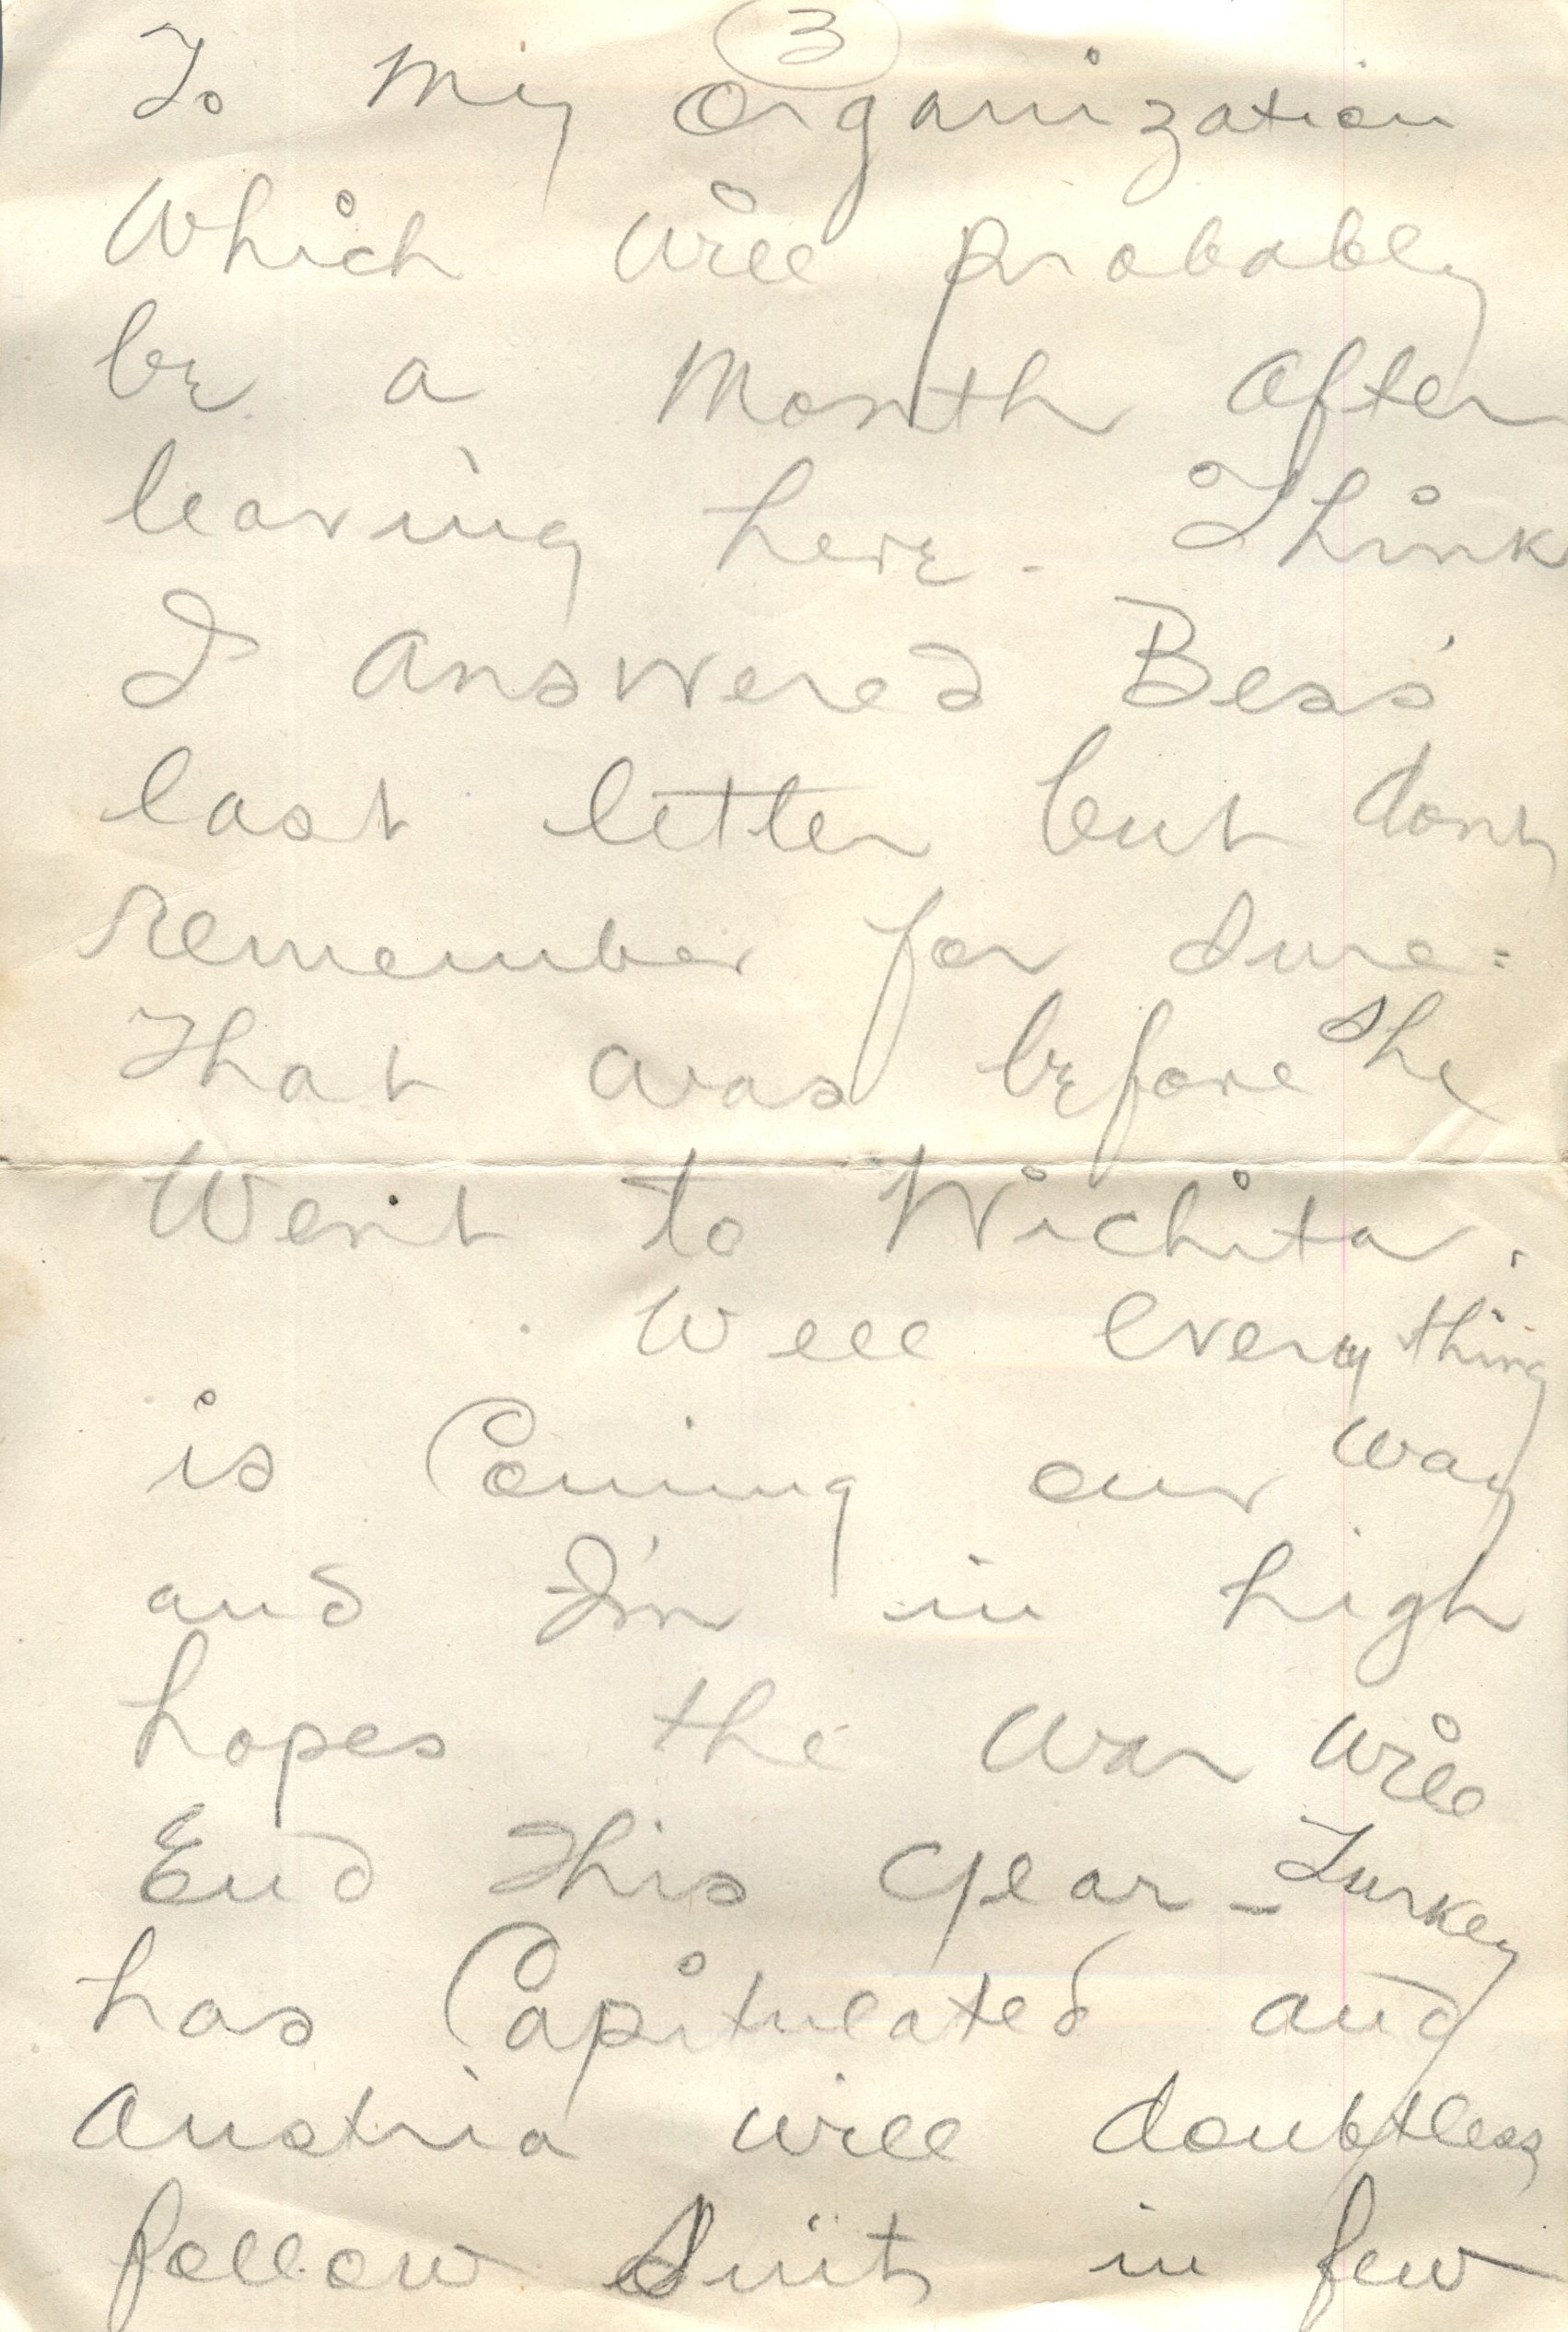 3
To my Organization
Which will probably
be a Month after
leaving here. Think
I answered Bess'
last letter but dont
remember for sure =
That was before she
Went to Wichita.
Well everything
is Coming our way
and I'm in high
hopes the war will
End this year - Turkey
has Capitulated and
Austria will doubtless
follow Suit in few